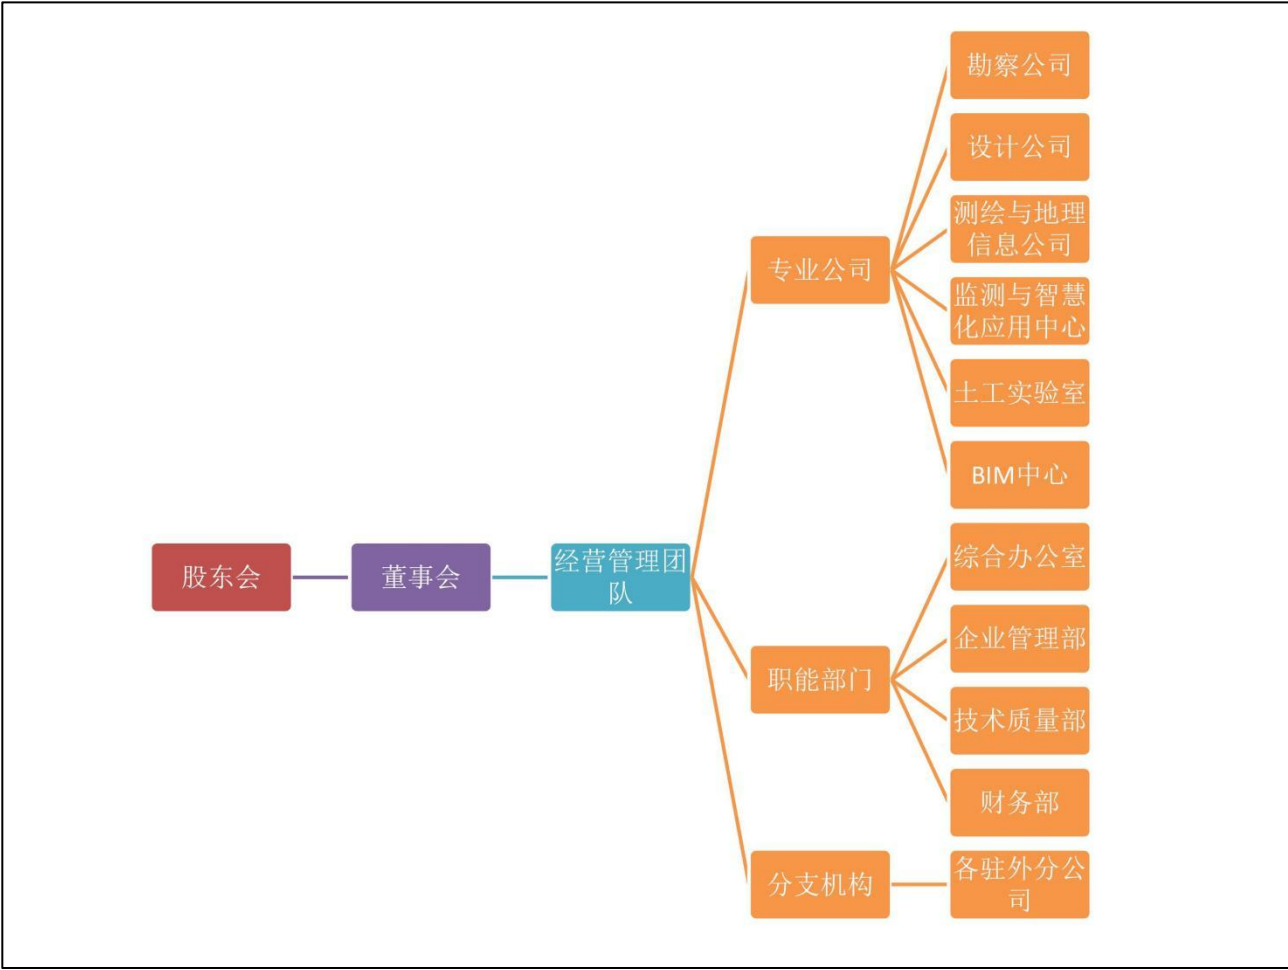 勘察公司
设计公司
测绘与地理
信息公司
专业公司
监测与智慧
化应用中心
土工实验室
BIM中心
股东会
董事会
经营管理团
队
综合办公室
企业管理部
职能部门
技术质量部
财务部
分支机构
各驻外分公
司